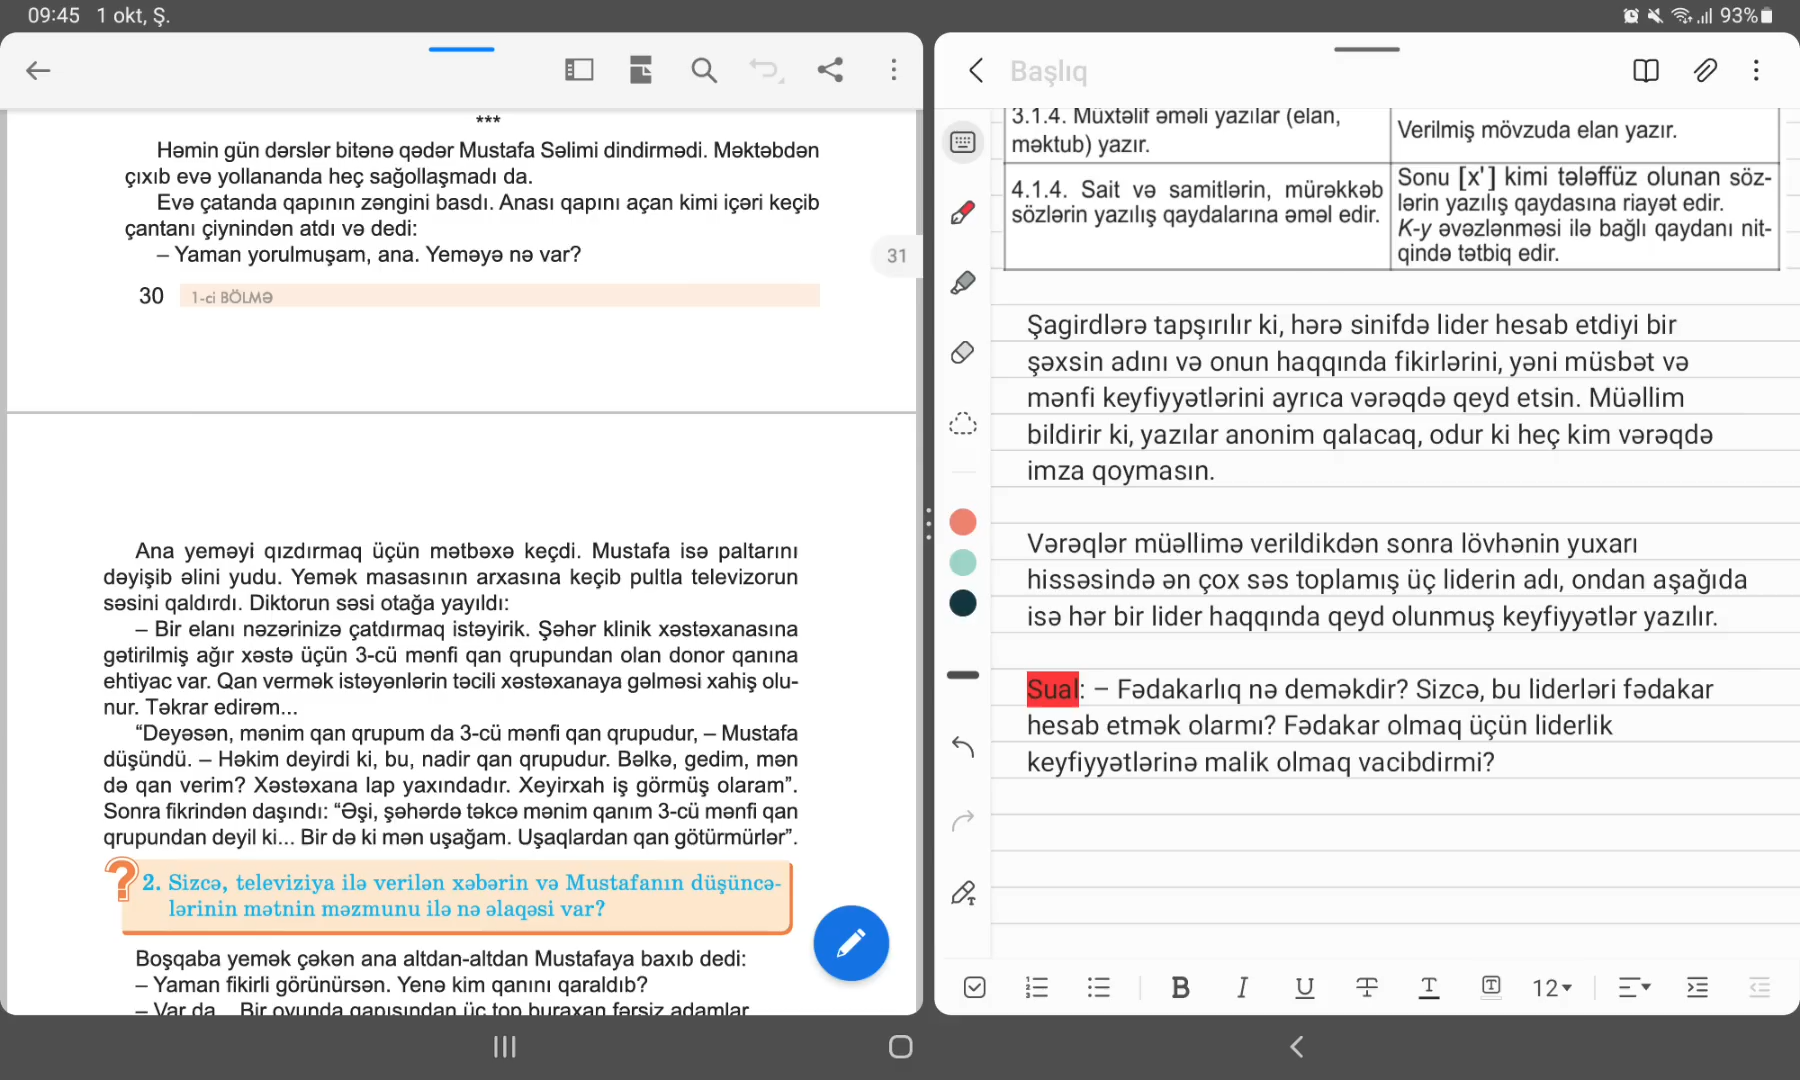 09:45 1 okt, Ş.
93%
***
Həmin gün dərslər bitənə qədər Mustafa Səlimi dindirmədi. Məktəbdən
çıxıb evə yollananda heç sağollaşmadı da.
Evə çatanda qapının zəngini basdı. Anası qapını açan kimi içəri keçib
çantanı çiynindən atdı və dedi:
– Yaman yorulmuşam, ana. Yeməyə nə var?
31
30 1-ci BÖLMƏ
Ana yeməyi qızdırmaq üçün mətbəxə keçdi. Mustafa isə paltarını
dəyişib əlini yudu. Yemək masasının arxasına keçib pultla televizorun
səsini qaldırdı. Diktorun səsi otağa yayıldı:
– Bir elanı nəzərinizə çatdırmaq istəyirik. Şəhər klinik xəstəxanasına
gətirilmiş ağır xəstə üçün 3-cü mənfi qan qrupundan olan donor qanına
ehtiyac var. Qan vermək istəyənlərin təcili xəstəxanaya gəlməsi xahiş olu-
nur. Təkrar edirəm...
“Deyəsən, mənim qan qrupum da 3-cü mənfi qan qrupudur, – Mustafa
düşündü. – Həkim deyirdi ki, bu, nadir qan qrupudur. Bəlkə, gedim, mən
də qan verim? Xəstəxana lap yaxındadır. Xeyirxah iş görmüş olaram”.
Sonra fikrindən daşındı: “Əşi, şəhərdə təkcə mənim qanım 3-cü mənfi qan
qrupundan deyil ki... Bir də ki mən uşağam. Uşaqlardan qan götürmürlər”.
? 2. Sizcə, televiziya ilə verilən xəbərin və Mustafanın düşüncə-
lərinin mətnin məzmunu ilə nə əlaqəsi var?
Boşqaba yemək çəkən ana altdan-altdan Mustafaya baxıb dedi:
– Yaman fikirli görünürsən. Yenə kim qanını qaraldıb?
– Var da... Bir oyunda qapısından üç top buraxan fərsiz adamlar
Başlıq
3.1.4. Müxtəlif əməli yazılar (elan,
məktub) yazır.
Verilmiş mövzuda elan yazır.
4.1.4. Sait və samitlərin, mürəkkəb
sözlərin yazılış qaydalarına əməl edir.
Sonu [x'] kimi tələffüz olunan söz-
lərin yazılış qaydasına riayət edir.
K-y əvəzlənməsi ilə bağlı qaydanı nit-
qində tətbiq edir.
Şagirdlərə tapşırılır ki, hərə sinifdə lider hesab etdiyi bir
şəxsin adını və onun haqqında fikirlərini, yəni müsbət və
mənfi keyfiyyətlərini ayrıca vərəqdə qeyd etsin. Müəllim
bildirir ki, yazılar anonim qalacaq, odur ki heç kim vərəqdə
imza qoymasın.
Vərəqlər müəllimə verildikdən sonra lövhənin yuxarı
hissəsində ən çox səs toplamış üç liderin adı, ondan aşağıda
isə hər bir lider haqqında qeyd olunmuş keyfiyyətlər yazılır.
Sual: – Fədakarlıq nə deməkdir? Sizcə, bu liderləri fədakar
hesab etmək olarmı? Fədakar olmaq üçün liderlik
keyfiyyətlərinə malik olmaq vacibdirmi?
B I U T T T 12